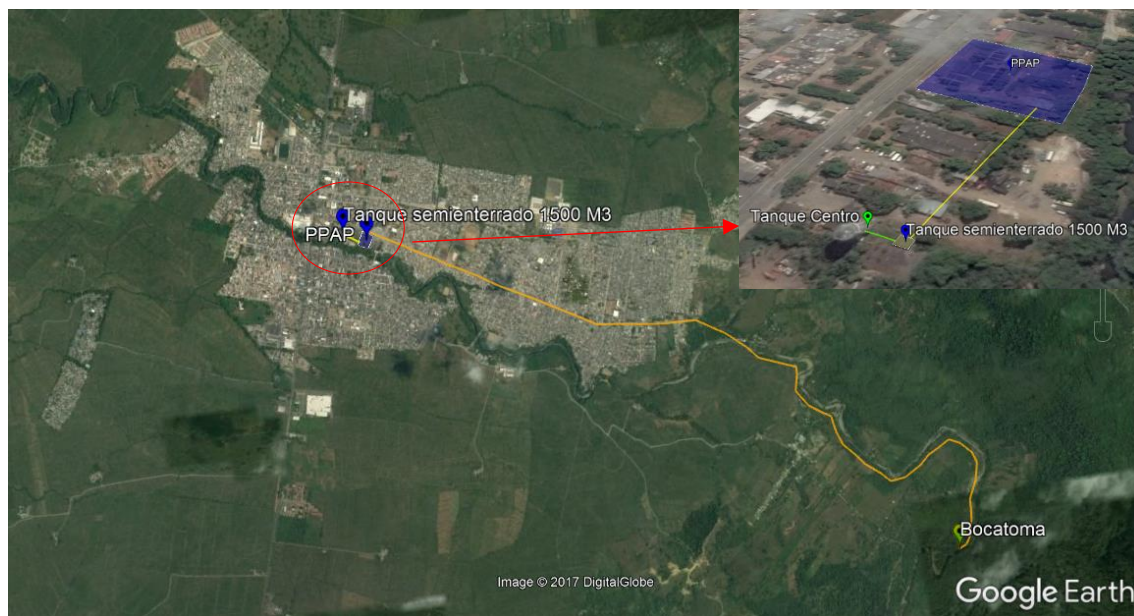 PPAP
Tanque Centro
Tanque semienterrado 1500 M3
Tanque semienterrado 1500 M3
PPAP
Bocatoma
Image © 2017 DigitalGlobe
Google Earth